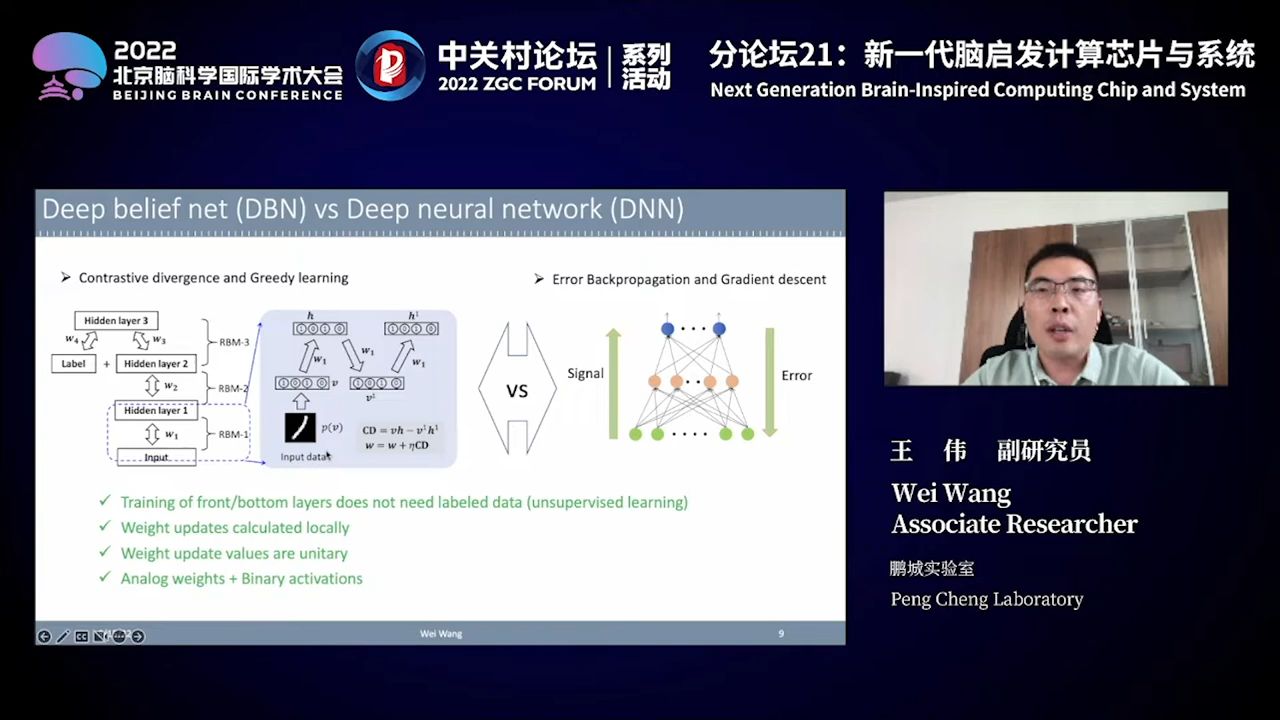 2022
北京脑科学国际学术大会
BEIJING BRAIN CONFERENCE
中关村论坛
2022 ZGC FORUM
系列
活动
分论坛21：新一代脑启发计算芯片与系统
Next Generation Brain-Inspired Computing Chip and System
Deep belief net (DBN) vs Deep neural network (DNN)
Contrastive divergence and Greedy learning
Error Backpropagation and Gradient descent
Hidden layer 3
w₄
w₃
RBM-3
Label
+
Hidden layer 2
w₂
RBM-2
Hidden layer 1
w₁
RBM-1
Input
h
h¹
1 0 1 0
1 0 1 0
w₁
w₁
w₁
v
v¹
p(v)
Input data
CD = vh − v¹h¹
w = w + ηCD
VS
Signal
Error
✓ Training of front/bottom layers does not need labeled data (unsupervised learning)
✓ Weight updates calculated locally
✓ Weight update values are unitary
✓ Analog weights + Binary activations
Wei Wang
9
王 伟 副研究员
Wei Wang
Associate Researcher
鹏城实验室
Peng Cheng Laboratory